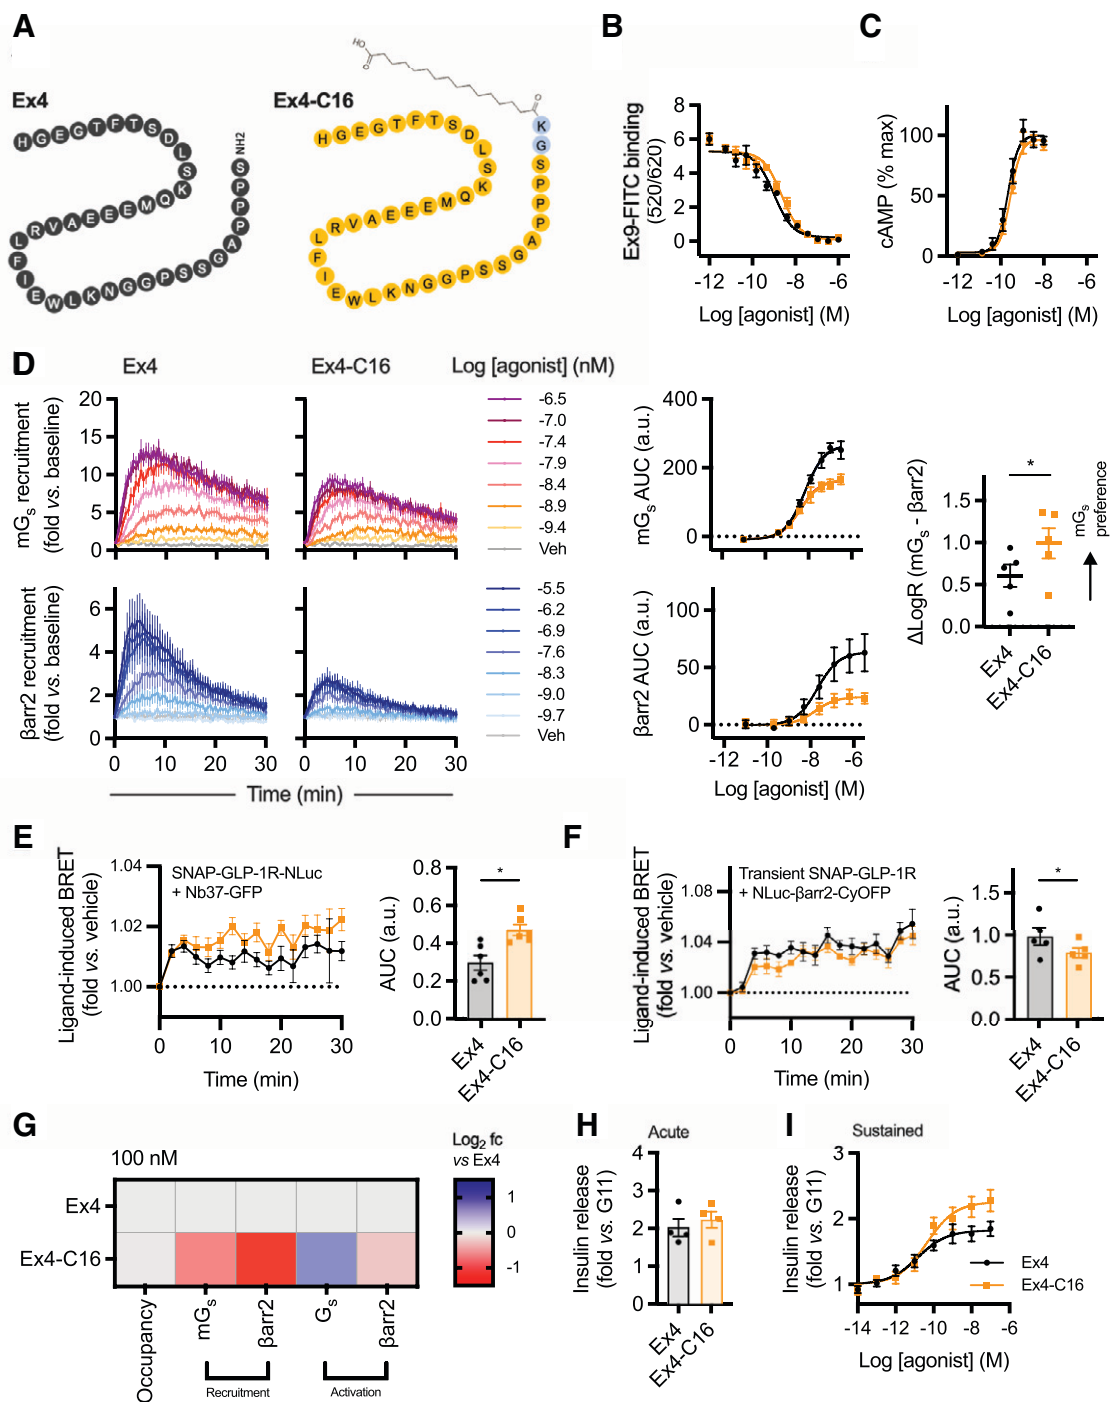 A
Ex4
H G E G T F T S D L S K Q M E E E A V R L F I E W L K N G G P S S G A P P P S NH2
Ex4-C16
HO
O
O
H G E G T F T S D L S K Q M E E E A V R L F I E W L K N G G P S S G A P P P S G K
B
Ex9-FITC binding
(520/620)
8
6
4
2
0
-12 -10 -8 -6
Log [agonist] (M)
C
cAMP (% max)
100
50
0
-12 -10 -8 -6
Log [agonist] (M)
D
Ex4
Ex4-C16
Log [agonist] (nM)
mGs recruitment
(fold vs. baseline)
20
15
10
5
0
-6.5
-7.0
-7.4
-7.9
-8.4
-8.9
-9.4
Veh
βarr2 recruitment
(fold vs. baseline)
6
4
2
0
0 10 20 30
0 10 20 30
Time (min)
-5.5
-6.2
-6.9
-7.6
-8.3
-9.0
-9.7
Veh
mGs AUC (a.u.)
400
200
0
βarr2 AUC (a.u.)
100
50
0
-12 -10 -8 -6
Log [agonist] (M)
ΔLogR (mGs - βarr2)
1.5
1.0
0.5
0.0
*
Ex4
Ex4-C16
mGs
preference
E
Ligand-induced BRET
(fold vs. vehicle)
1.04
1.02
1.00
SNAP-GLP-1R-NLuc
+ Nb37-GFP
0 10 20 30
Time (min)
AUC (a.u.)
0.8
0.6
0.4
0.2
0.0
*
Ex4
Ex4-C16
F
Ligand-induced BRET
(fold vs. vehicle)
1.08
1.04
1.00
Transient SNAP-GLP-1R
+ NLuc-βarr2-CyOFP
0 10 20 30
Time (min)
AUC (a.u.)
1.5
1.0
0.5
0.0
*
Ex4
Ex4-C16
G
100 nM
Ex4
Ex4-C16
Occupancy
mGs
βarr2
Gs
βarr2
Recruitment
Activation
Log2 fc
vs Ex4
1
0
-1
H
Acute
Insulin release
(fold vs. G11)
4
3
2
1
0
Ex4
Ex4-C16
I
Sustained
Insulin release
(fold vs. G11)
3
2
1
-14 -12 -10 -8 -6
Log [agonist] (M)
Ex4
Ex4-C16